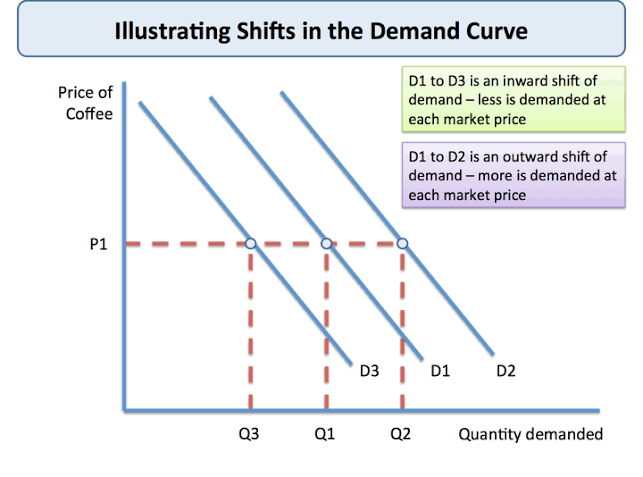 Illustrating Shifts in the Demand Curve
Price of
Coffee
D1 to D3 is an inward shift of
demand – less is demanded at
each market price
D1 to D2 is an outward shift of
demand – more is demanded at
each market price
P1
D3
D1
D2
Q3
Q1
Q2
Quantity demanded